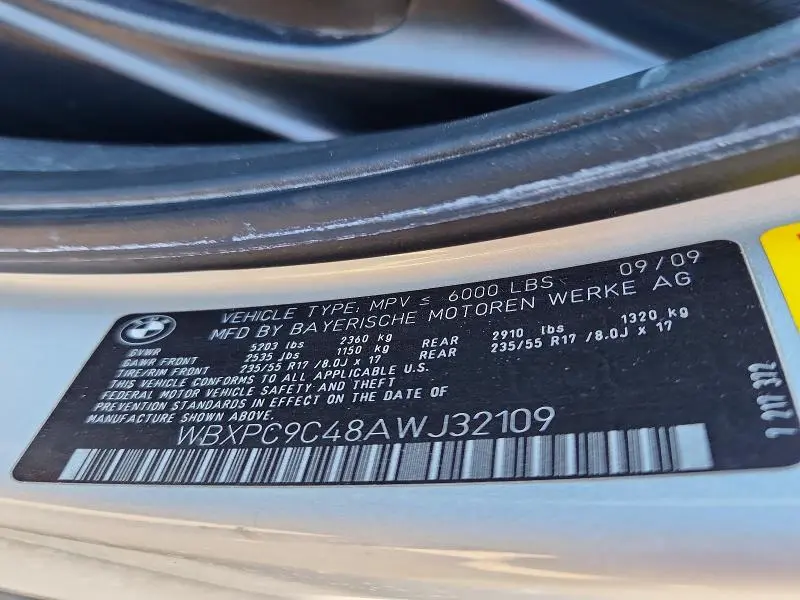 VEHICLE TYPE: MPV ≤ 6000 LBS 09/09
MFD BY BAYERISCHE MOTOREN WERKE AG
GVWR 5203 lbs 2360 kg
GAWR FRONT 2535 lbs 1150 kg REAR 2910 lbs 1320 kg
TIRE/RIM FRONT 235/55 R17 /8.0J x 17 REAR 235/55 R17 /8.0J x 17
THIS VEHICLE CONFORMS TO ALL APPLICABLE U.S.
FEDERAL MOTOR VEHICLE SAFETY AND THEFT
PREVENTION STANDARDS IN EFFECT ON THE DATE OF
MANUFACTURE SHOWN ABOVE.
WBXPC9C48AWJ32109
7 217 372